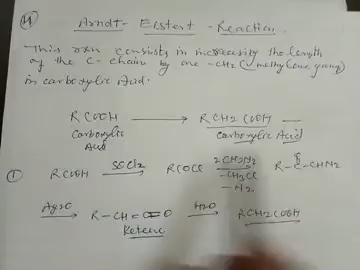 4) Arndt- Eistert - Reaction
This rxn consists in increasing the length
of the C- chain by one -CH2 (methylene group)
in carboxylic Acid.
RCOOH → RCH2COOH
Carboxylic Acid Carboxylic Acid
① RCOOH SOCl2→ RCOCl 2CH2N2 -CH3Cl -N2 → R-C-CHN2
O
Ag2O→ R-CH=C=O H2O→ RCH2COOH
Ketene